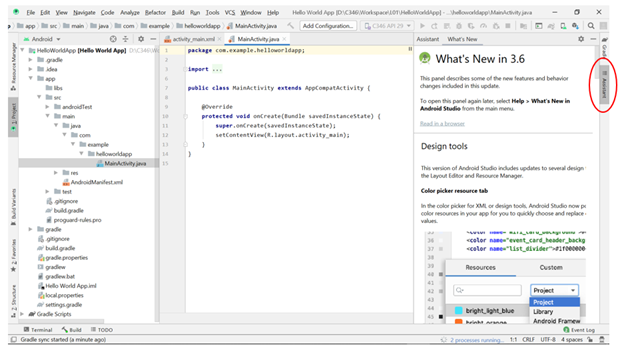 File Edit View Navigate Code Analyze Refactor Build Run Tools VCS Window Help Hello World App [D:\C346\Workspace\L01\HelloWorldApp] - ...\helloworldapp\MainActivity.java
src main java com example helloworldapp MainActivity.java Add Configuration... C346 API 29
Android
activity_main.xml MainActivity.java
Assistant What's New
HelloWorldApp [Hello World App]
.gradle
.idea
app
libs
src
androidTest
main
java
com
example
helloworldapp
MainActivity.java
res
AndroidManifest.xml
test
.gitignore
build.gradle
proguard-rules.pro
gradle
.gitignore
build.gradle
gradle.properties
gradlew
gradlew.bat
Hello World App.iml
local.properties
settings.gradle
Gradle Scripts
Resource Manager
1: Project
Build Variants
2: Favorites
Structure
package com.example.helloworldapp;
import ...
public class MainActivity extends AppCompatActivity {
@Override
protected void onCreate(Bundle savedInstanceState) {
super.onCreate(savedInstanceState);
setContentView(R.layout.activity_main);
}
}
What's New in 3.6
This panel describes some of the new features and behavior
changes included in this update.
To open this panel again later, select Help > What's New in
Android Studio from the main menu.
Read in a browser
Design tools
This version of Android Studio includes updates to several design
the Layout Editor and Resource Manager.
Color picker resource tab
In the color picker for XML or design tools, Android Studio now
color resources in your app for you to quickly choose and replace
values.
<color name="event_card_header_backg
<color name="list_divider">#1f000000
Resources Custom
Project
Project
Library
Android Framew
bright_light_blue
bright_orange
Gradle
Assistant
Terminal Build TODO
Event Log
Gradle sync started (a minute ago)
2 processes running... 1:1 CRLF UTF-8 4 spaces